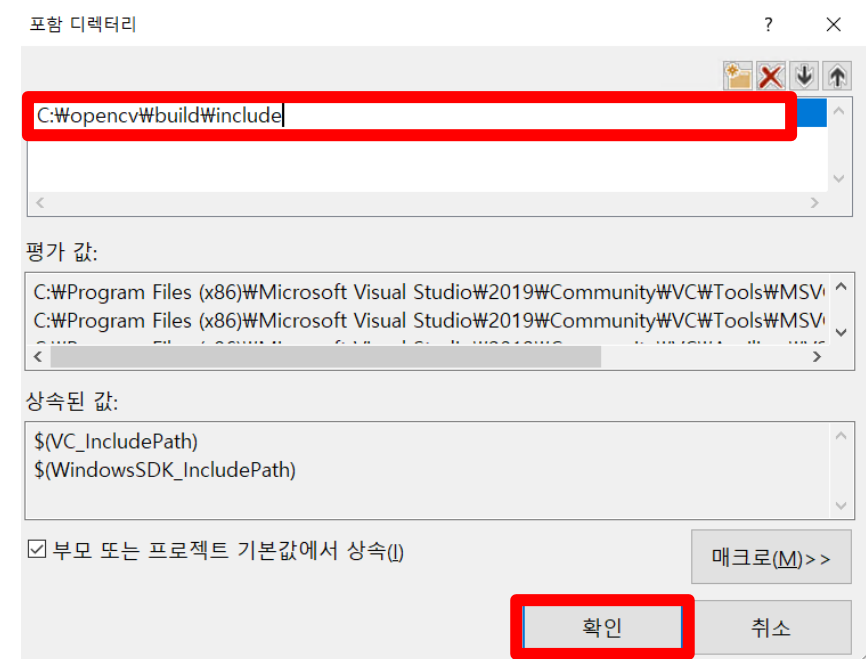 포함 디렉터리
?
C:₩opencv₩build₩include
평가 값:
C:₩Program Files (x86)₩Microsoft Visual Studio₩2019₩Community₩VC₩Tools₩MSV
C:₩Program Files (x86)₩Microsoft Visual Studio₩2019₩Community₩VC₩Tools₩MSV
상속된 값:
$(VC_IncludePath)
$(WindowsSDK_IncludePath)
부모 또는 프로젝트 기본값에서 상속(I)
매크로(M)>>
확인
취소